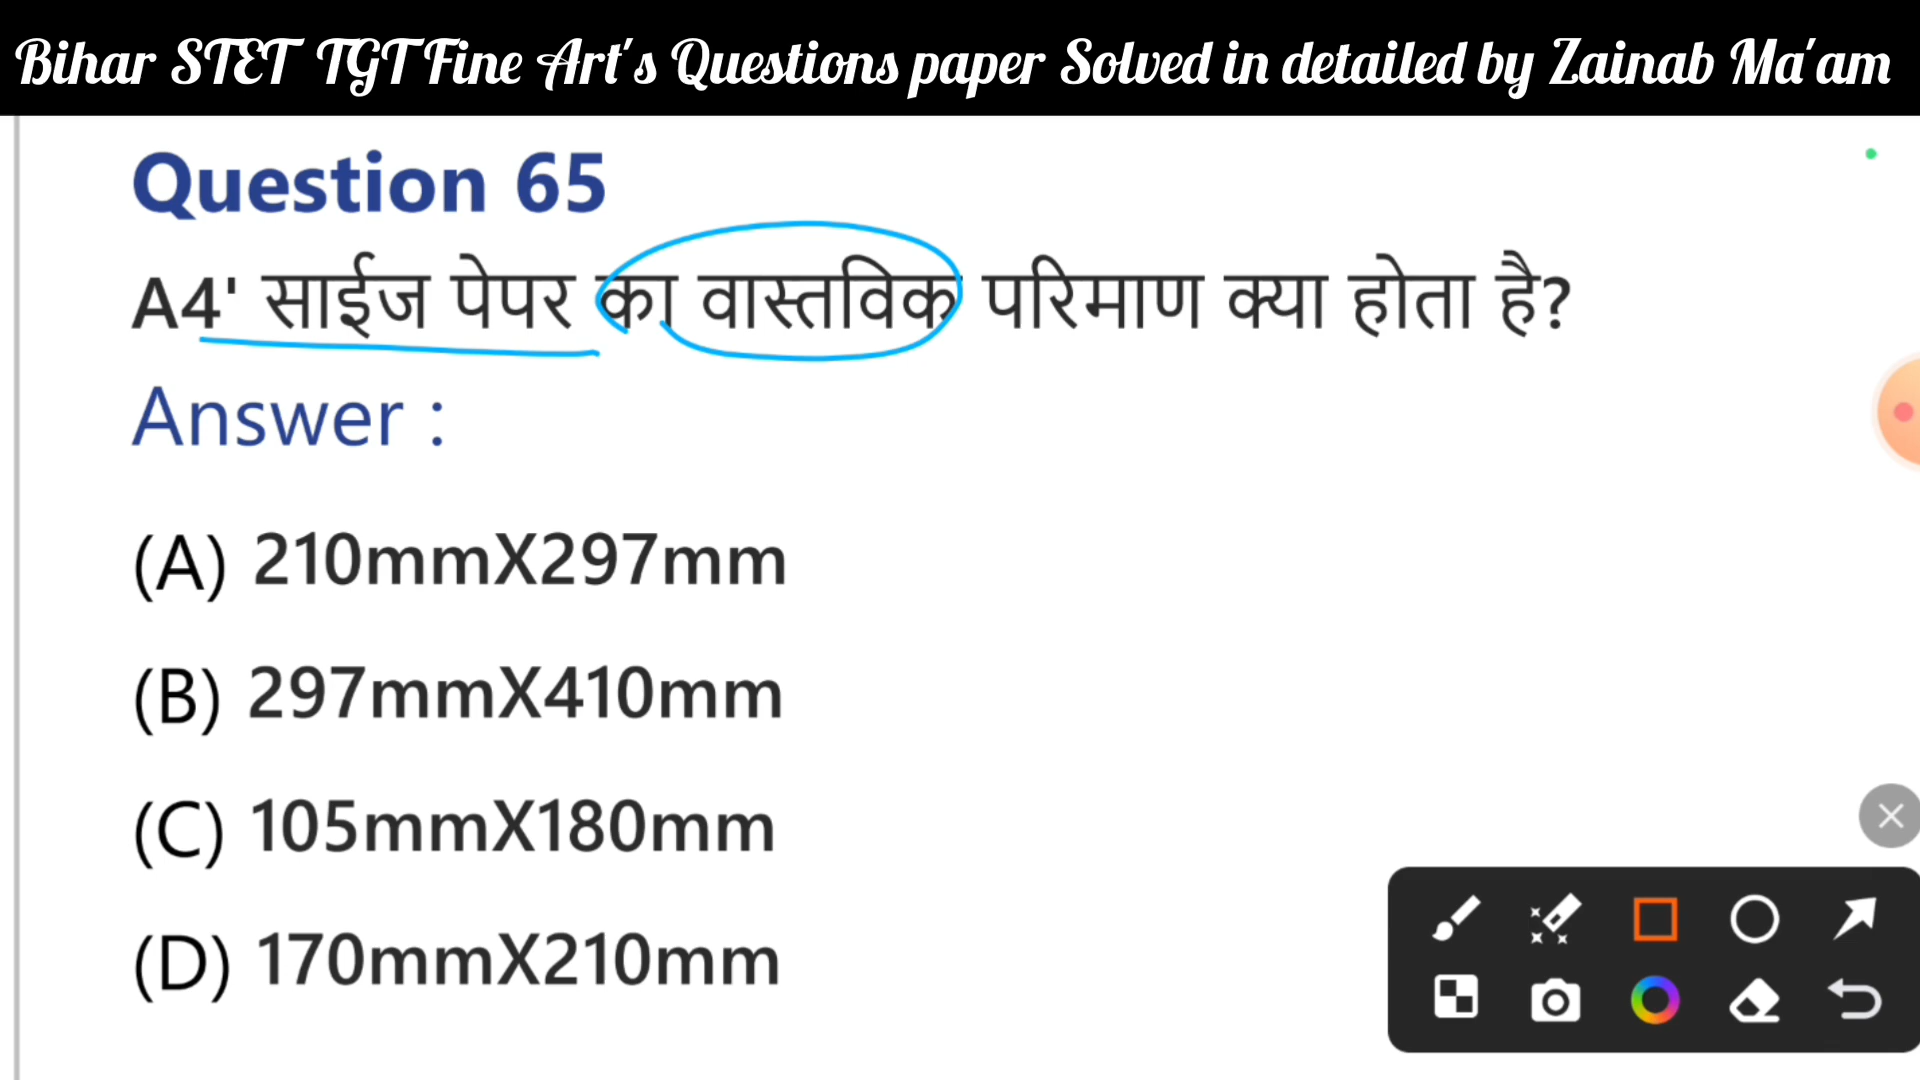 Bihar STET TGT Fine Art's Questions paper Solved in detailed by Zainab Ma'am
Question 65
A4' साईज पेपर का वास्तविक परिमाण क्या होता है?
Answer :
(A) 210mmX297mm
(B) 297mmX410mm
(C) 105mmX180mm
(D) 170mmX210mm